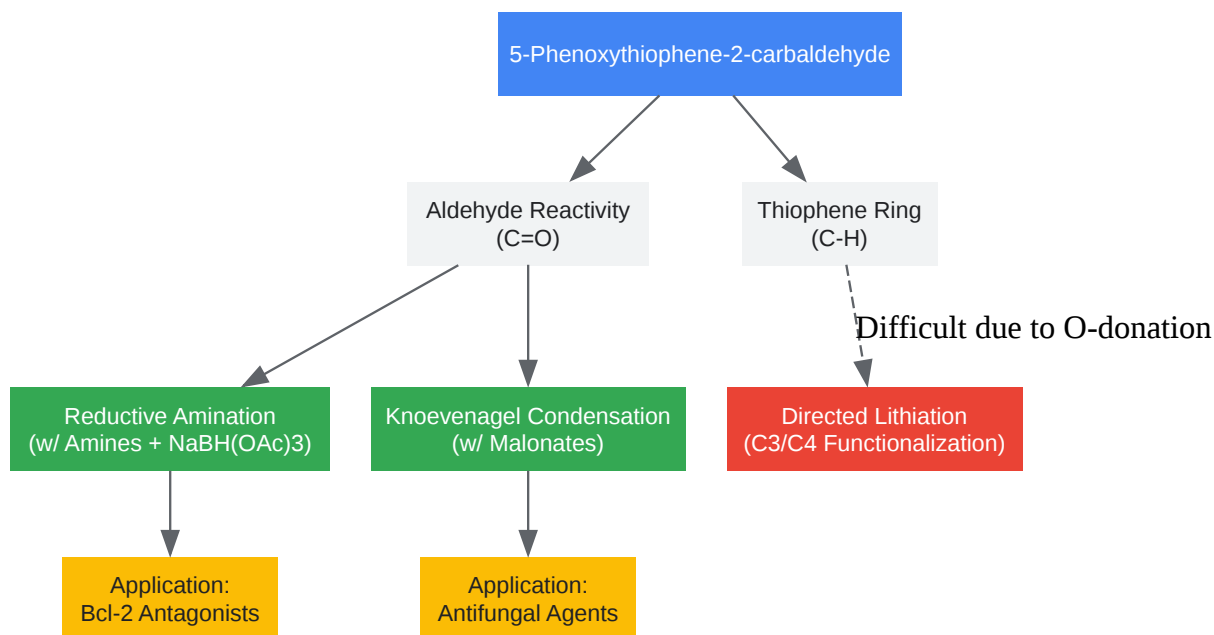 5-Phenoxythiophene-2-carbaldehyde
Aldehyde Reactivity
(C=O)
Thiophene Ring
(C-H)
Difficult due to O-donation
Reductive Amination
(w/ Amines + NaBH(OAc)3)
Knoevenagel Condensation
(w/ Malonates)
Directed Lithiation
(C3/C4 Functionalization)
Application:
Bcl-2 Antagonists
Application:
Antifungal Agents